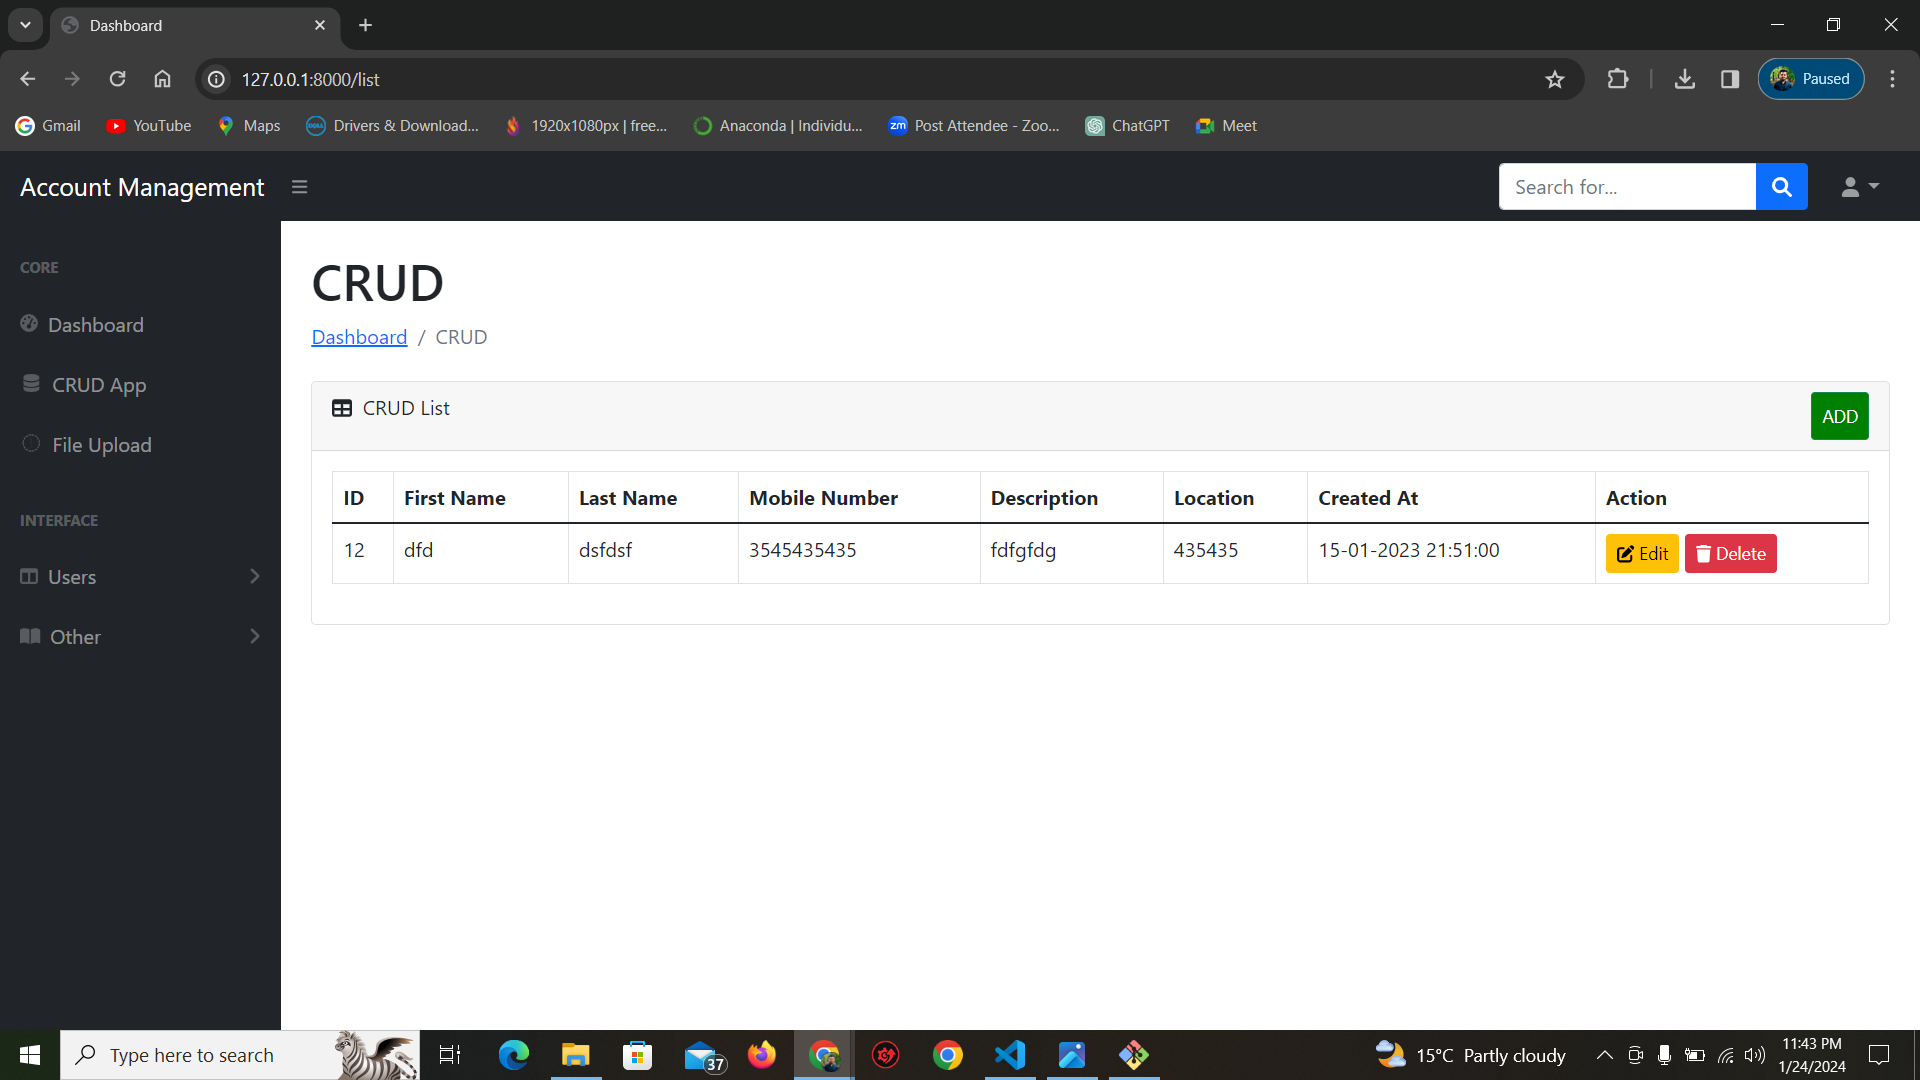 Dashboard
127.0.0.1:8000/list
Paused
Gmail YouTube Maps Drivers & Download... 1920x1080px | free... Anaconda | Individu... Post Attendee - Zoo... ChatGPT Meet
Account Management
Search for...
CORE
Dashboard
CRUD App
File Upload
INTERFACE
Users
Other
CRUD
Dashboard / CRUD
CRUD List
ADD
ID First Name Last Name Mobile Number Description Location Created At Action
12 dfd dsfdsf 3545435435 fdfgfdg 435435 15-01-2023 21:51:00 Edit Delete
Type here to search
37
15°C Partly cloudy
11:43 PM
1/24/2024